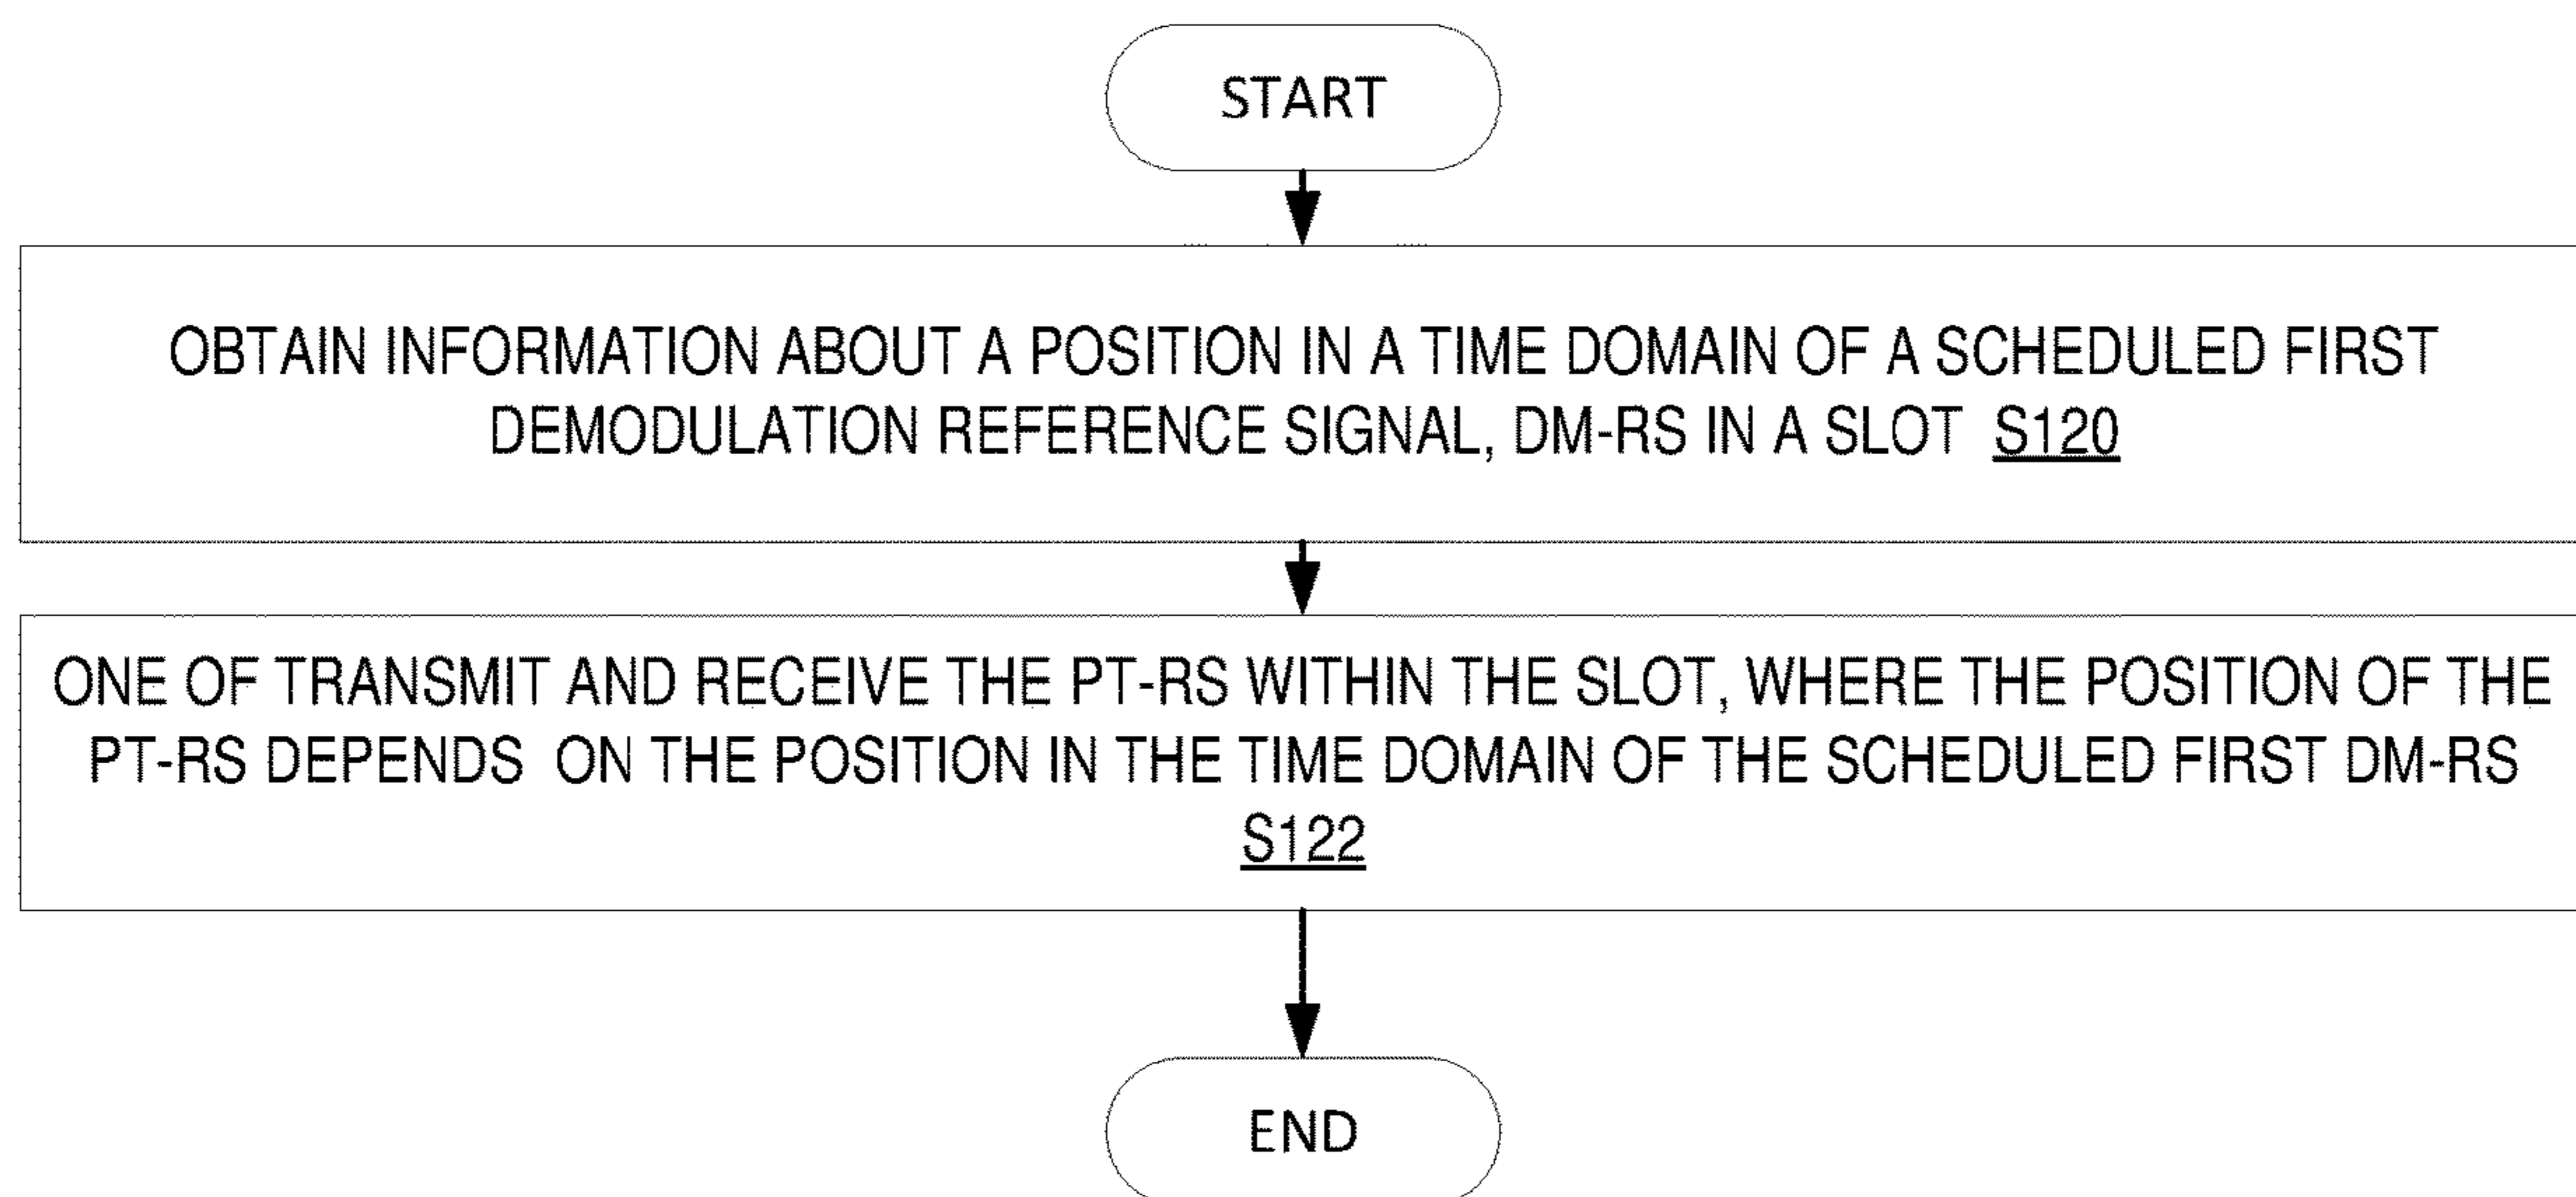 START
OBTAIN INFORMATION ABOUT A POSITION IN A TIME DOMAIN OF A SCHEDULED FIRST
DEMODULATION REFERENCE SIGNAL, DM-RS IN A SLOT S120
ONE OF TRANSMIT AND RECEIVE THE PT-RS WITHIN THE SLOT, WHERE THE POSITION OF THE
PT-RS DEPENDS ON THE POSITION IN THE TIME DOMAIN OF THE SCHEDULED FIRST DM-RS
S122
END